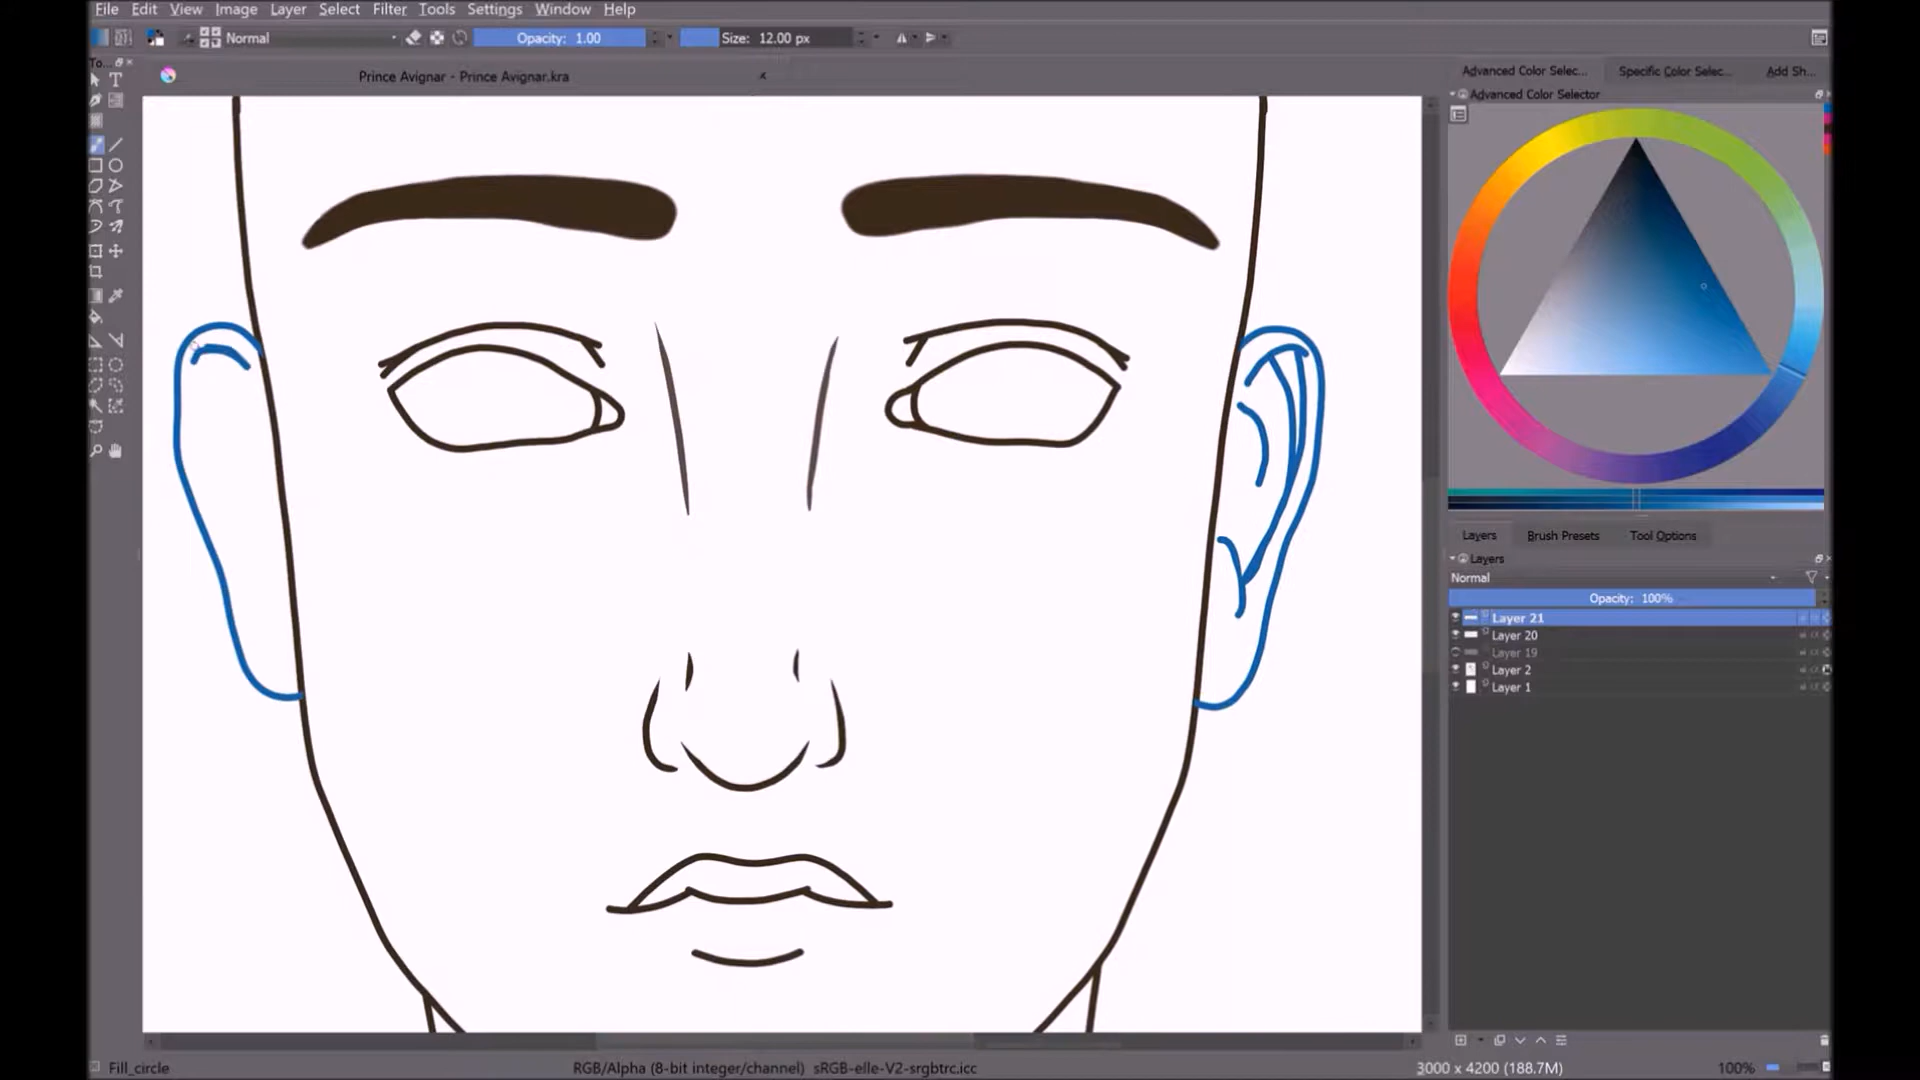 File Edit View Image Layer Select Filter Tools Settings Window Help
Normal Opacity: 1.00 Size: 12.00 px
To...
Prince Avignar - Prince Avignar.kra
Advanced Color Selec... Specific Color Selec... Add Sh...
Advanced Color Selector
Layers Brush Presets Tool Options
Layers
Normal
Opacity: 100%
Layer 21
Layer 20
Layer 19
Layer 2
Layer 1
Fill_circle RGB/Alpha (8-bit integer/channel) sRGB-elle-V2-srgbtrc.icc 3000 x 4200 (188.7M) 100%